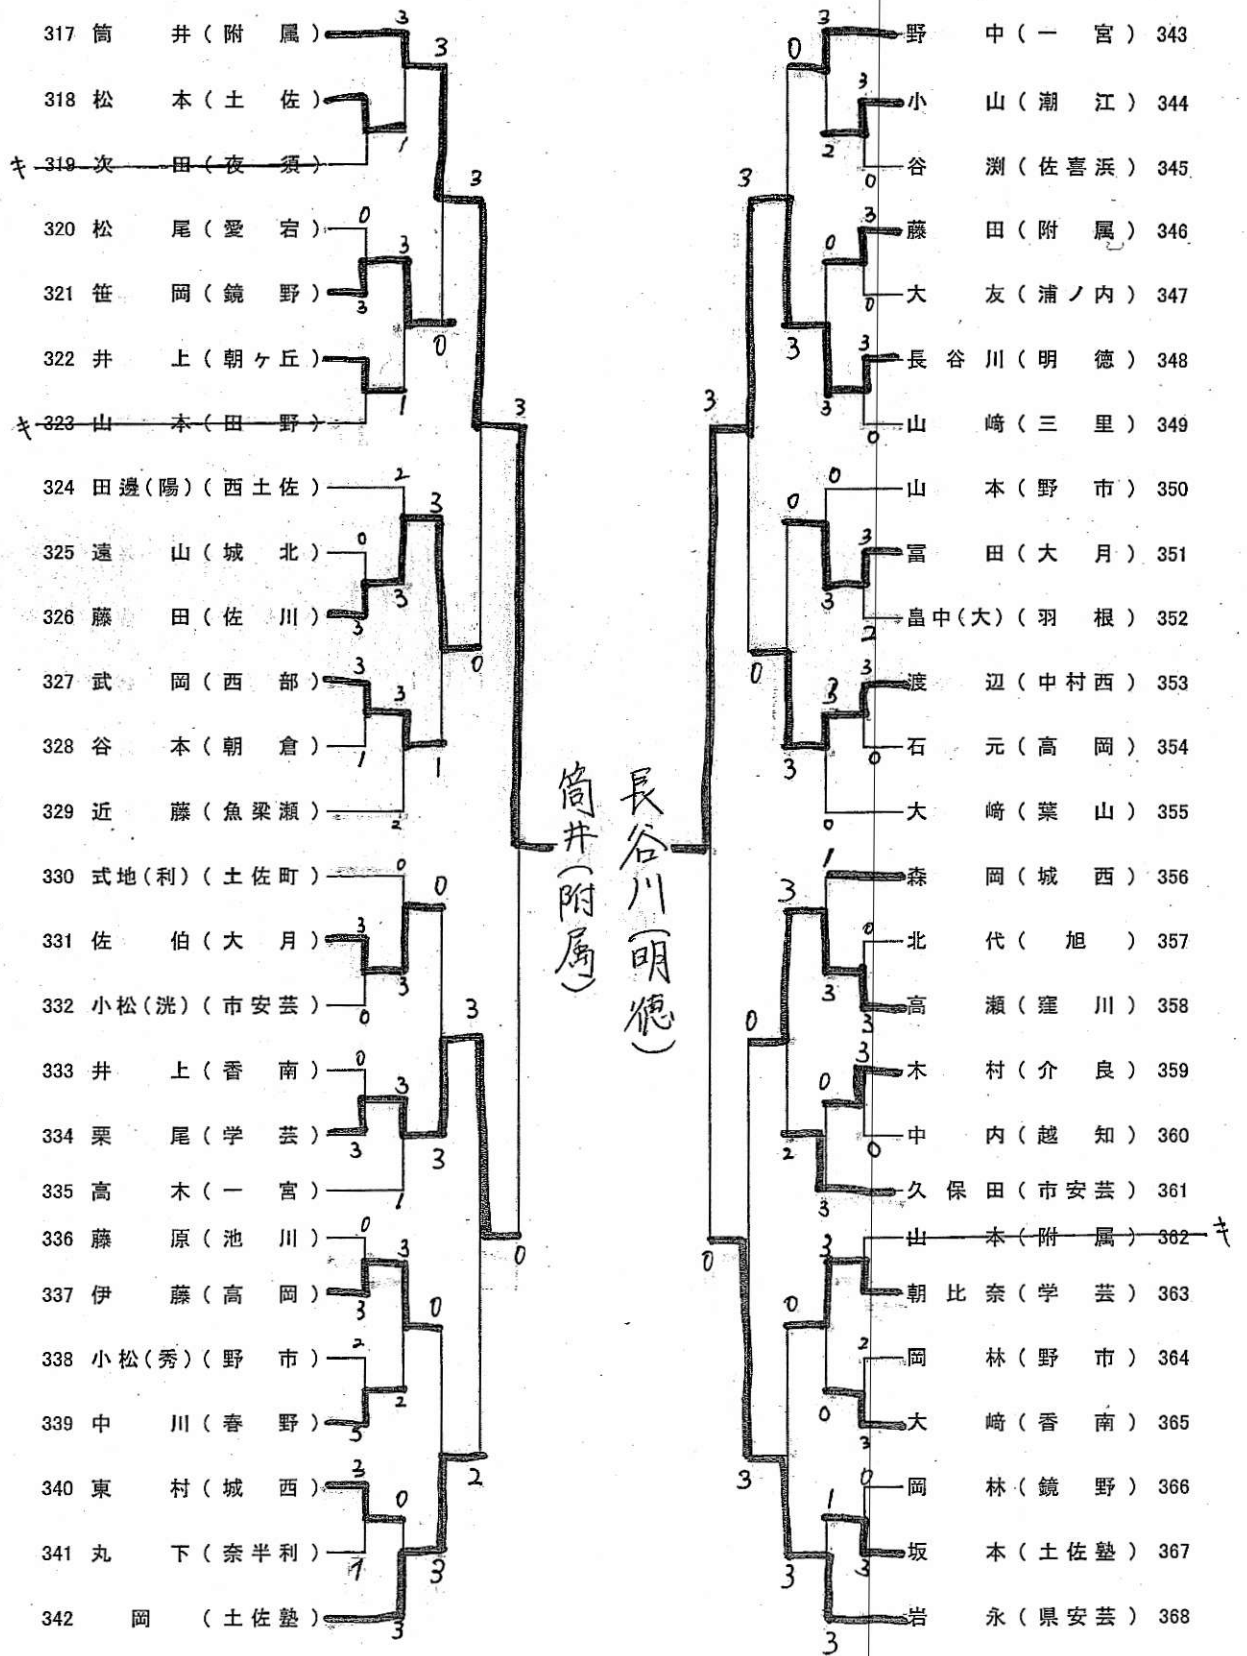 317 筒 井 ( 附 属 )
318 松 本 ( 土 佐 )
キ 319 次 田 ( 夜 須 )
320 松 尾 ( 愛 宕 )
321 笹 岡 ( 鏡 野 )
322 井 上 ( 朝ヶ丘 )
キ 323 山 本 ( 田 野 )
324 田邊(陽) ( 西土佐 )
325 遠 山 ( 城 北 )
326 藤 田 ( 佐 川 )
327 武 岡 ( 西 部 )
328 谷 本 ( 朝 倉 )
329 近 藤 ( 魚梁瀬 )
330 式地(利) ( 土佐町 )
331 佐 伯 ( 大 月 )
332 小松(洸) ( 市安芸 )
333 井 上 ( 香 南 )
334 栗 尾 ( 学 芸 )
335 高 木 ( 一 宮 )
336 藤 原 ( 池 川 )
337 伊 藤 ( 高 岡 )
338 小松(秀) ( 野 市 )
339 中 川 ( 春 野 )
340 東 村 ( 城 西 )
341 丸 下 ( 奈半利 )
342 岡 ( 土佐塾 )
筒井(附属)
長谷川(明徳)
野 中 ( 一 宮 ) 343
小 山 ( 潮 江 ) 344
谷 渕 ( 佐喜浜 ) 345
藤 田 ( 附 属 ) 346
大 友 ( 浦ノ内 ) 347
長 谷 川 ( 明 徳 ) 348
山 﨑 ( 三 里 ) 349
山 本 ( 野 市 ) 350
冨 田 ( 大 月 ) 351
畠中(大) ( 羽 根 ) 352
渡 辺 ( 中村西 ) 353
石 元 ( 高 岡 ) 354
大 﨑 ( 葉 山 ) 355
森 岡 ( 城 西 ) 356
北 代 ( 旭 ) 357
高 瀬 ( 窪 川 ) 358
木 村 ( 介 良 ) 359
中 内 ( 越 知 ) 360
久 保 田 ( 市安芸 ) 361
山 本 ( 附 属 ) 362 キ
朝 比 奈 ( 学 芸 ) 363
岡 林 ( 野 市 ) 364
大 﨑 ( 香 南 ) 365
岡 林 ( 鏡 野 ) 366
坂 本 ( 土佐塾 ) 367
岩 永 ( 県安芸 ) 368